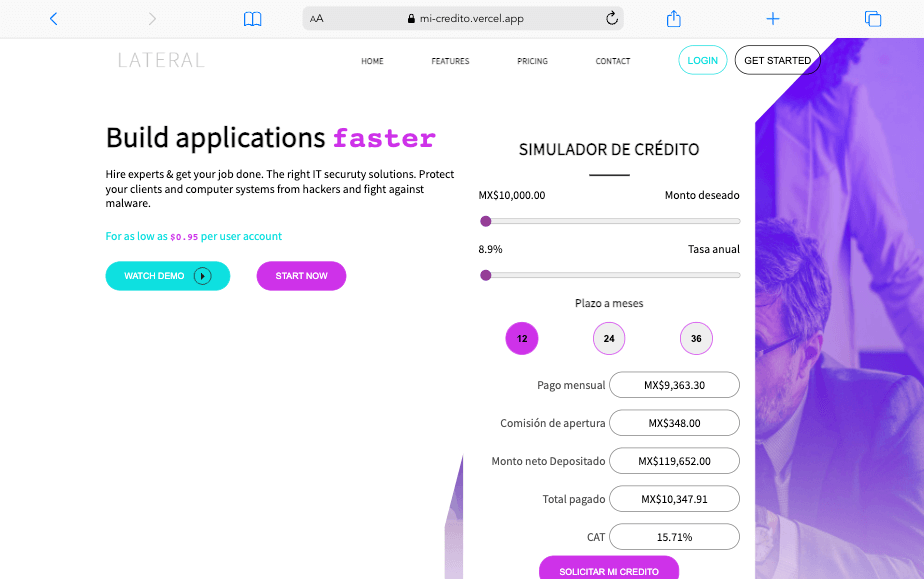 AA mi-credito.vercel.app
LATERAL
HOME FEATURES PRICING CONTACT LOGIN GET STARTED
Build applications faster
Hire experts & get your job done. The right IT securuty solutions. Protect
your clients and computer systems from hackers and fight against
malware.
For as low as $0.95 per user account
WATCH DEMO START NOW
SIMULADOR DE CRÉDITO
MX$10,000.00 Monto deseado
8.9% Tasa anual
Plazo a meses
12 24 36
Pago mensual MX$9,363.30
Comisión de apertura MX$348.00
Monto neto Depositado MX$119,652.00
Total pagado MX$10,347.91
CAT 15.71%
SOLICITAR MI CREDITO